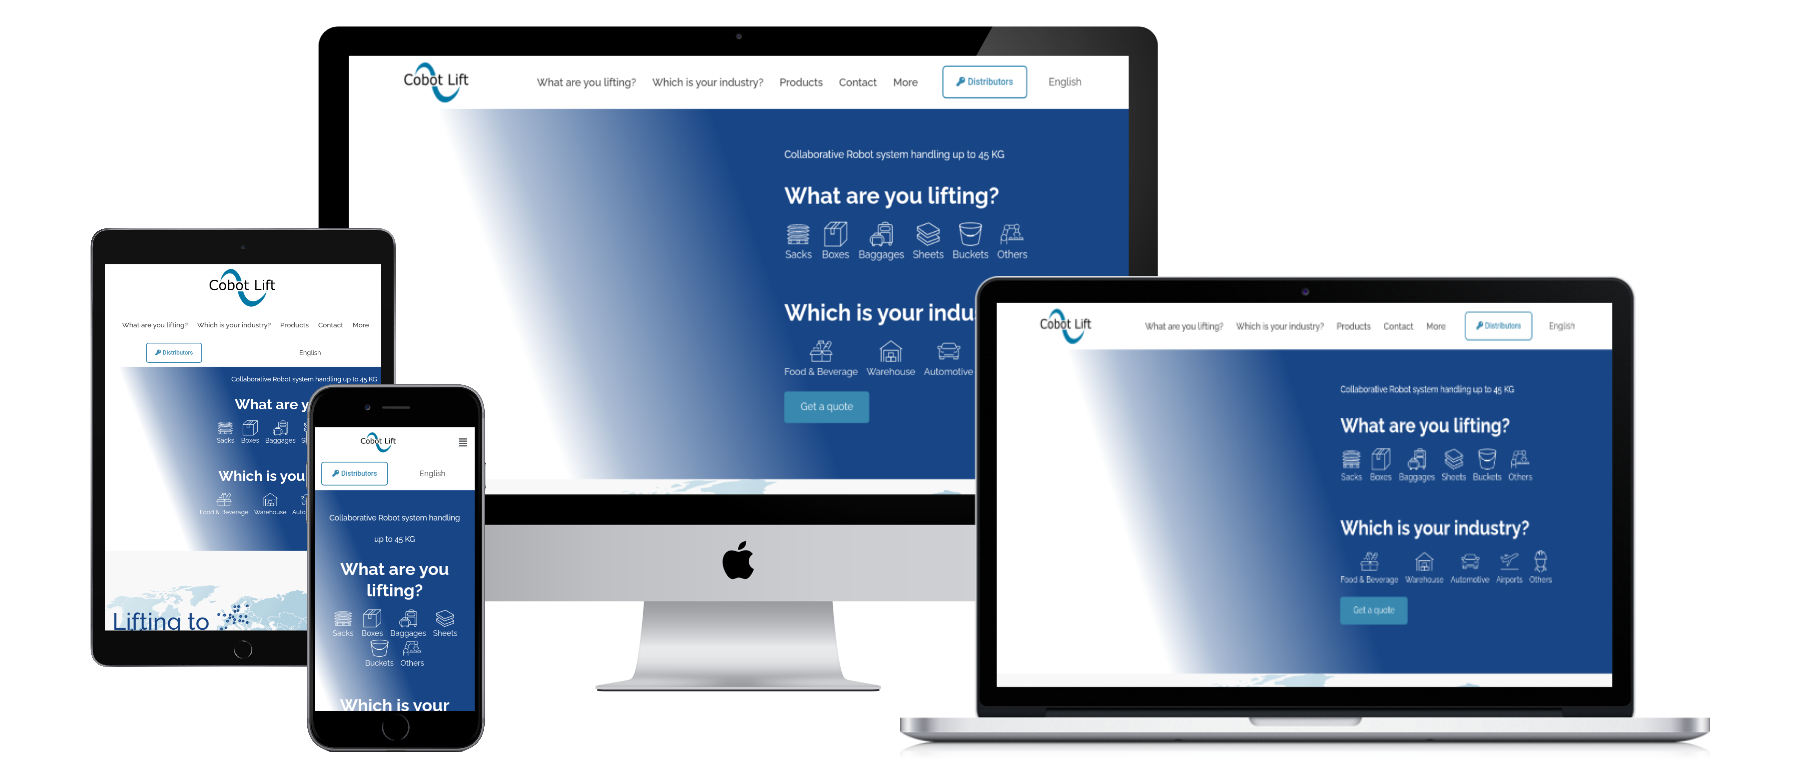 Cobot Lift
What are you lifting? Which is your industry? Products Contact More Distributors English
Collaborative Robot system handling up to 45 KG
What are you lifting?
Sacks Boxes Baggages Sheets Buckets Others
Which is your indu
Food & Beverage Warehouse Automotive
Get a quote
Cobot Lift
What are you lifting? Which is your industry? Products Contact More
Distributors English
Collaborative Robot system handling up to 45 KG
What are y
Sacks Boxes Baggages S
Which is you
Food & Beverage Warehouse Aut
Lifting to
Cobot Lift
Distributors English
Collaborative Robot system handling
up to 45 KG
What are you
lifting?
Sacks Boxes Baggages Sheets
Buckets Others
Which is your
Cobot Lift
What are you lifting? Which is your industry? Products Contact More Distributors English
Collaborative Robot system handling up to 45 KG
What are you lifting?
Sacks Boxes Baggages Sheets Buckets Others
Which is your industry?
Food & Beverage Warehouse Automotive Airports Others
Get a quote